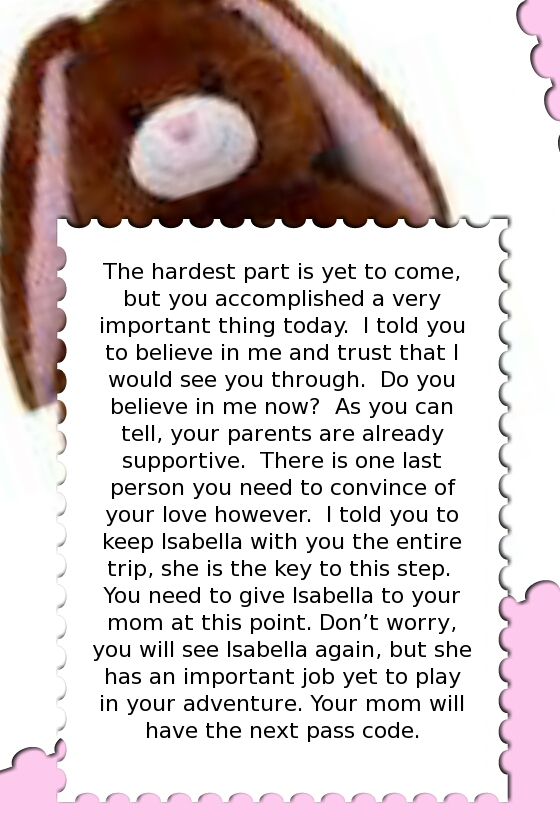 The hardest part is yet to come,
but you accomplished a very
important thing today.  I told you
to believe in me and trust that I
would see you through.  Do you
believe in me now?  As you can
tell, your parents are already
supportive.  There is one last
person you need to convince of
your love however.  I told you to
keep Isabella with you the entire
trip, she is the key to this step.
You need to give Isabella to your
mom at this point. Don’t worry,
you will see Isabella again, but she
has an important job yet to play
in your adventure. Your mom will
have the next pass code.